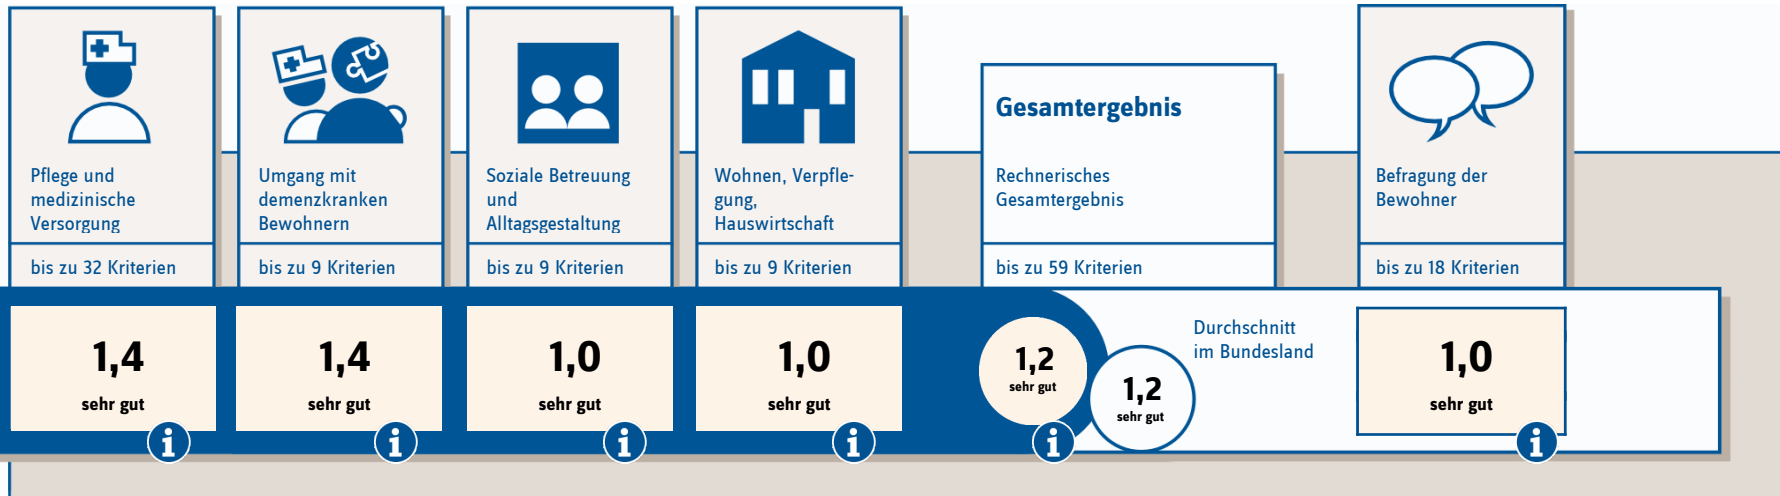 Pflege und
medizinische
Versorgung
bis zu 32 Kriterien
1,4
sehr gut
Umgang mit
demenzkranken
Bewohnern
bis zu 9 Kriterien
1,4
sehr gut
Soziale Betreuung
und
Alltagsgestaltung
bis zu 9 Kriterien
1,0
sehr gut
Wohnen, Verpfle-
gung,
Hauswirtschaft
bis zu 9 Kriterien
1,0
sehr gut
Gesamtergebnis
Rechnerisches
Gesamtergebnis
bis zu 59 Kriterien
1,2
sehr gut
Durchschnitt
im Bundesland
1,2
sehr gut
Befragung der
Bewohner
bis zu 18 Kriterien
1,0
sehr gut